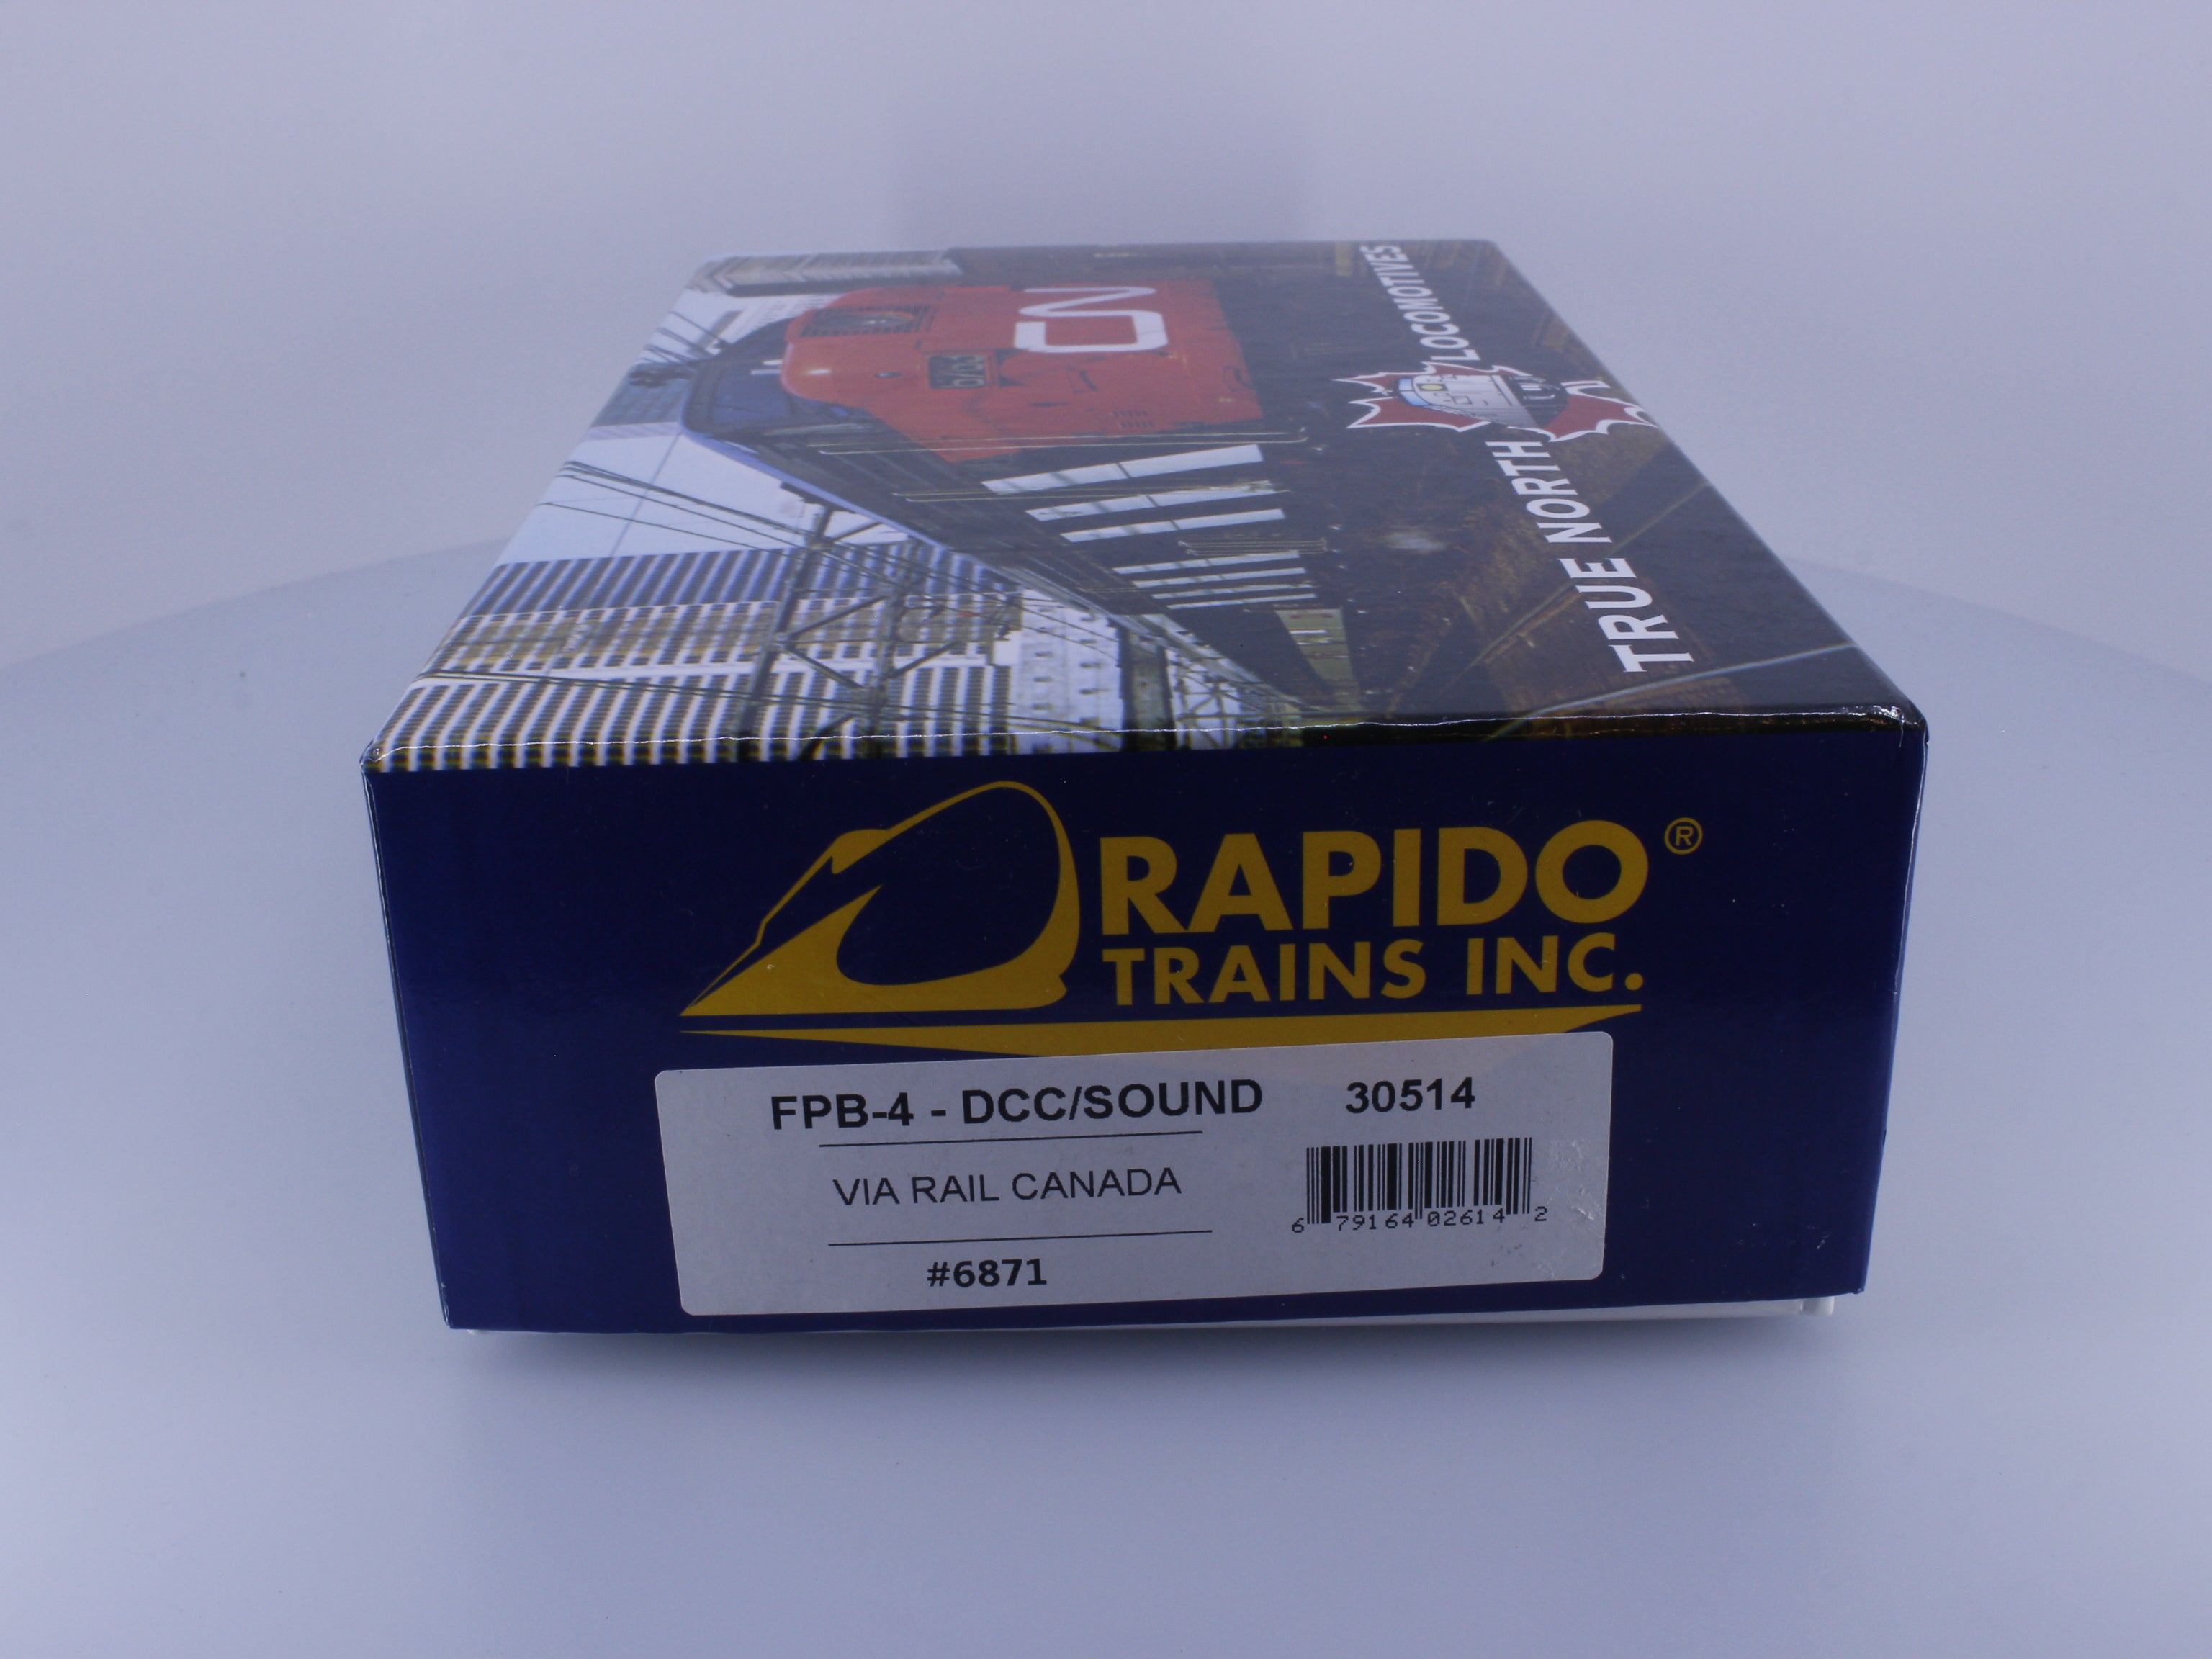 CN
TRUE NORTH LOCOMOTIVES
RAPIDO®
TRAINS INC.
FPB-4 - DCC/SOUND 30514
VIA RAIL CANADA
#6871
6 79164 02614 2